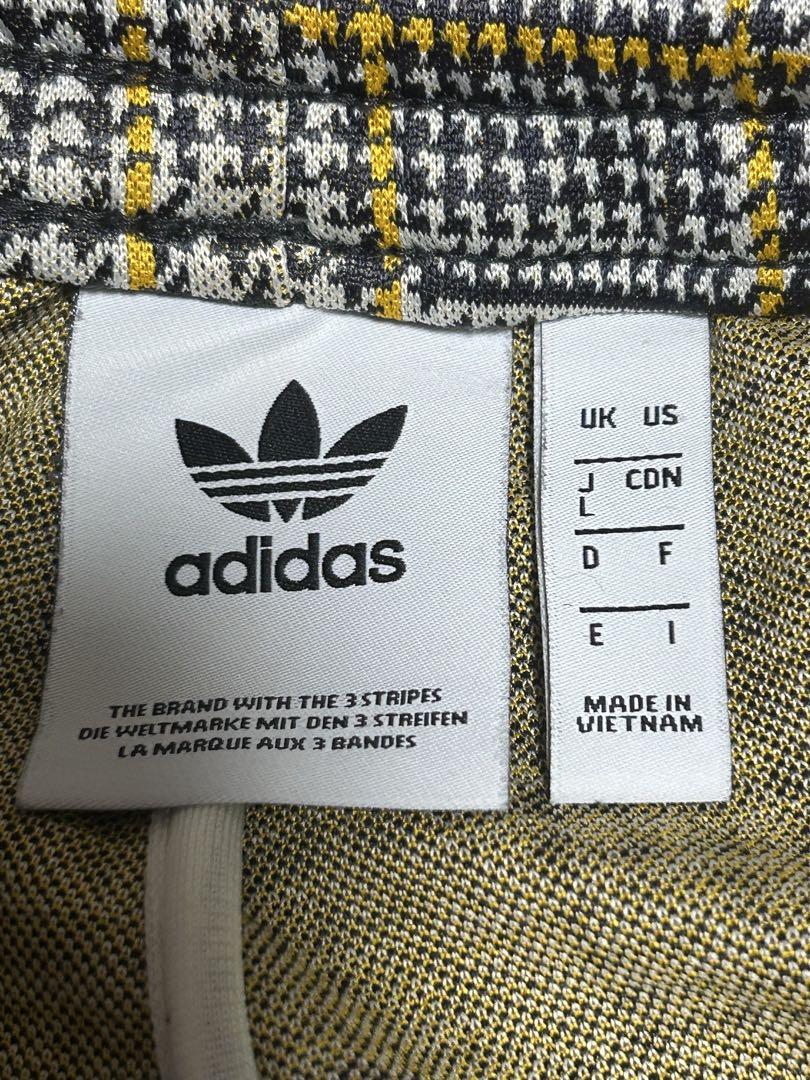 adidas
THE BRAND WITH THE 3 STRIPES
DIE WELTMARKE MIT DEN 3 STREIFEN
LA MARQUE AUX 3 BANDES
UK US
J CDN
L
D F
E I
MADE IN
VIETNAM